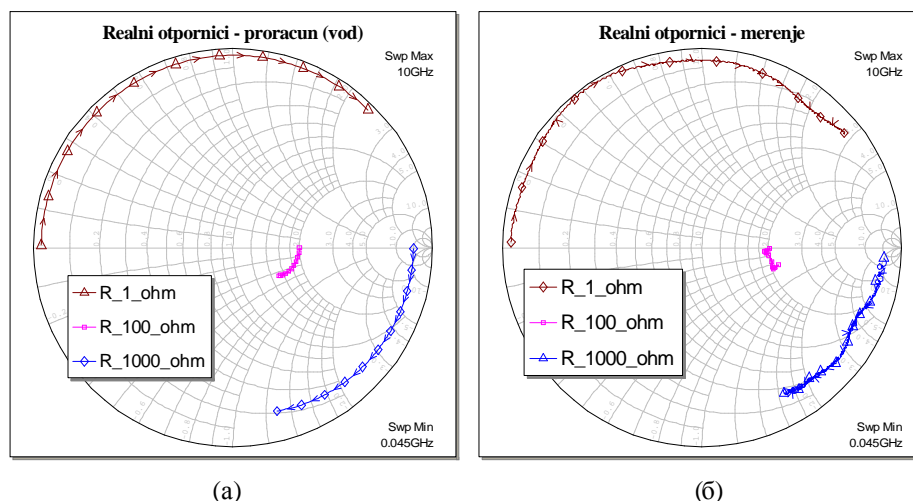 Realni otpornici - proracun (vod)
Swp Max
10GHz
R_1_ohm
R_100_ohm
R_1000_ohm
Swp Min
0.045GHz
(а)
Realni otpornici - merenje
Swp Max
10GHz
R_1_ohm
R_100_ohm
R_1000_ohm
Swp Min
0.045GHz
(б)